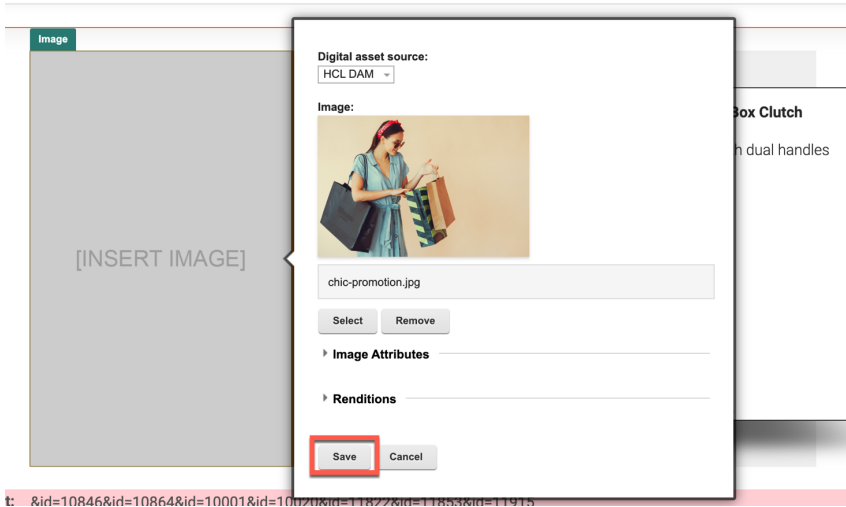 Image
Digital asset source:
HCL DAM
Image:
Box Clutch
h dual handles
[INSERT IMAGE]
chic-promotion.jpg
Select Remove
Image Attributes
Renditions
Save Cancel
t: &id=10846&id=10864&id=10001&id=10020&id=11822&id=11853&id=11915